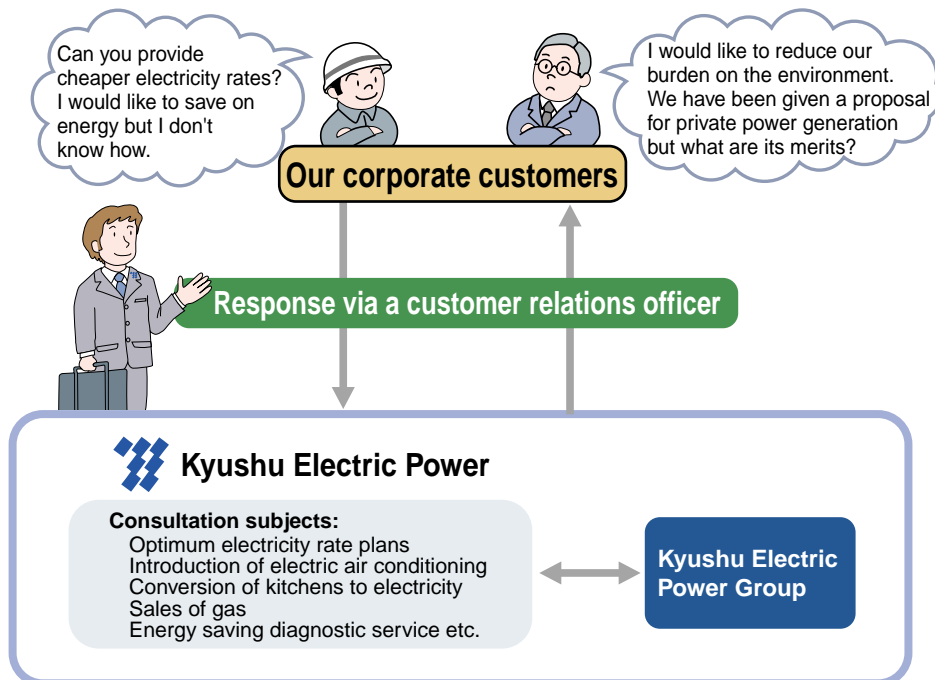 Can you provide
cheaper electricity rates?
I would like to save on
energy but I don't
know how.
I would like to reduce our
burden on the environment.
We have been given a proposal
for private power generation
but what are its merits?
Our corporate customers
Response via a customer relations officer
Kyushu Electric Power
Consultation subjects:
Optimum electricity rate plans
Introduction of electric air conditioning
Conversion of kitchens to electricity
Sales of gas
Energy saving diagnostic service etc.
Kyushu Electric
Power Group